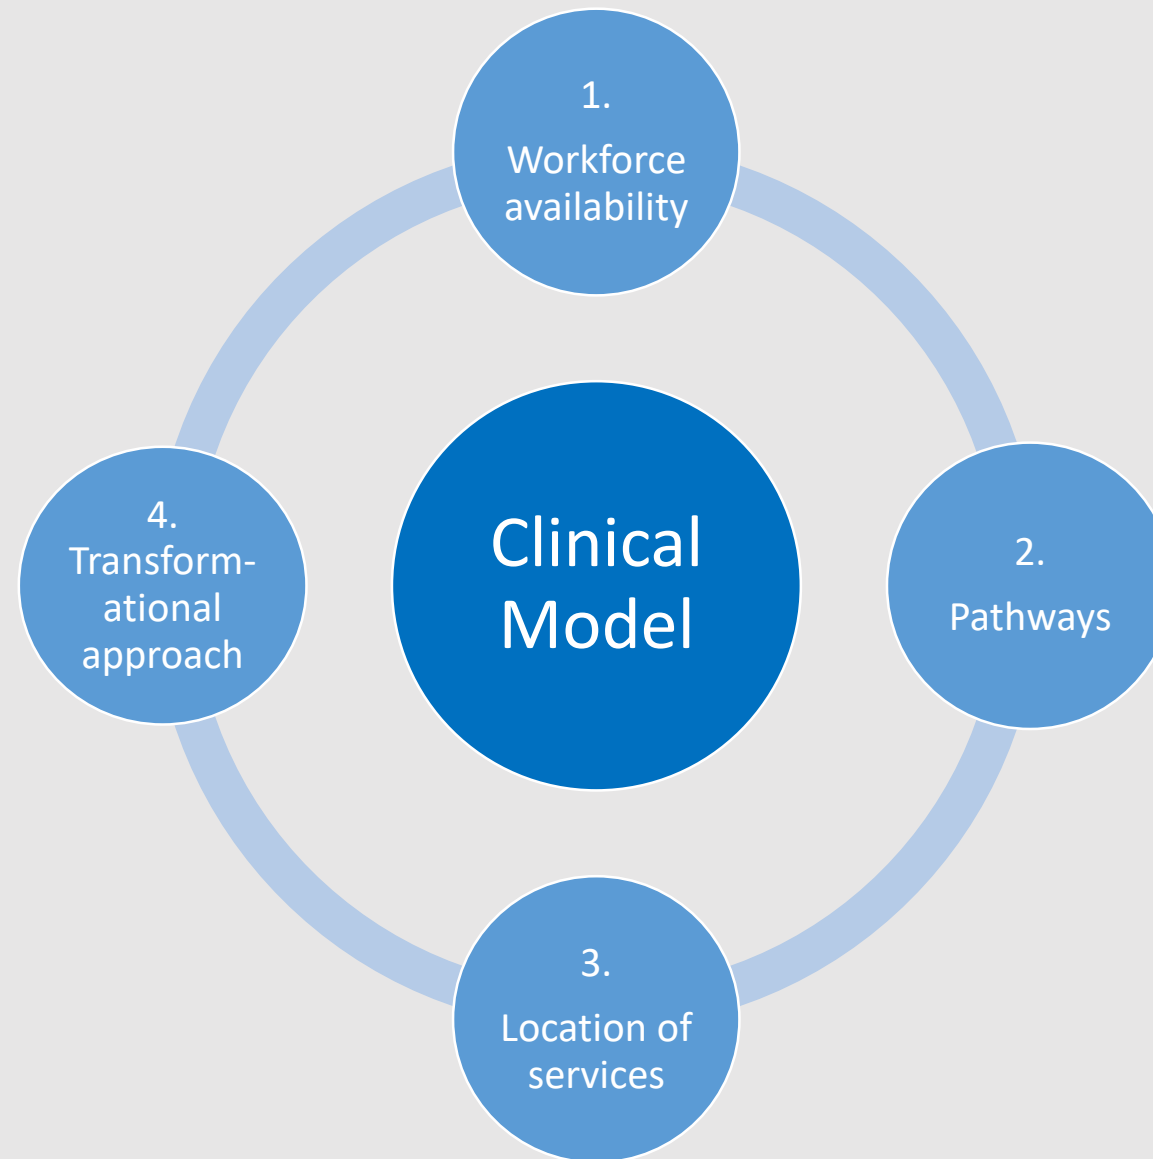 1.
Workforce
availability
2.
Pathways
3.
Location of
services
4.
Transform-
ational
approach
Clinical
Model